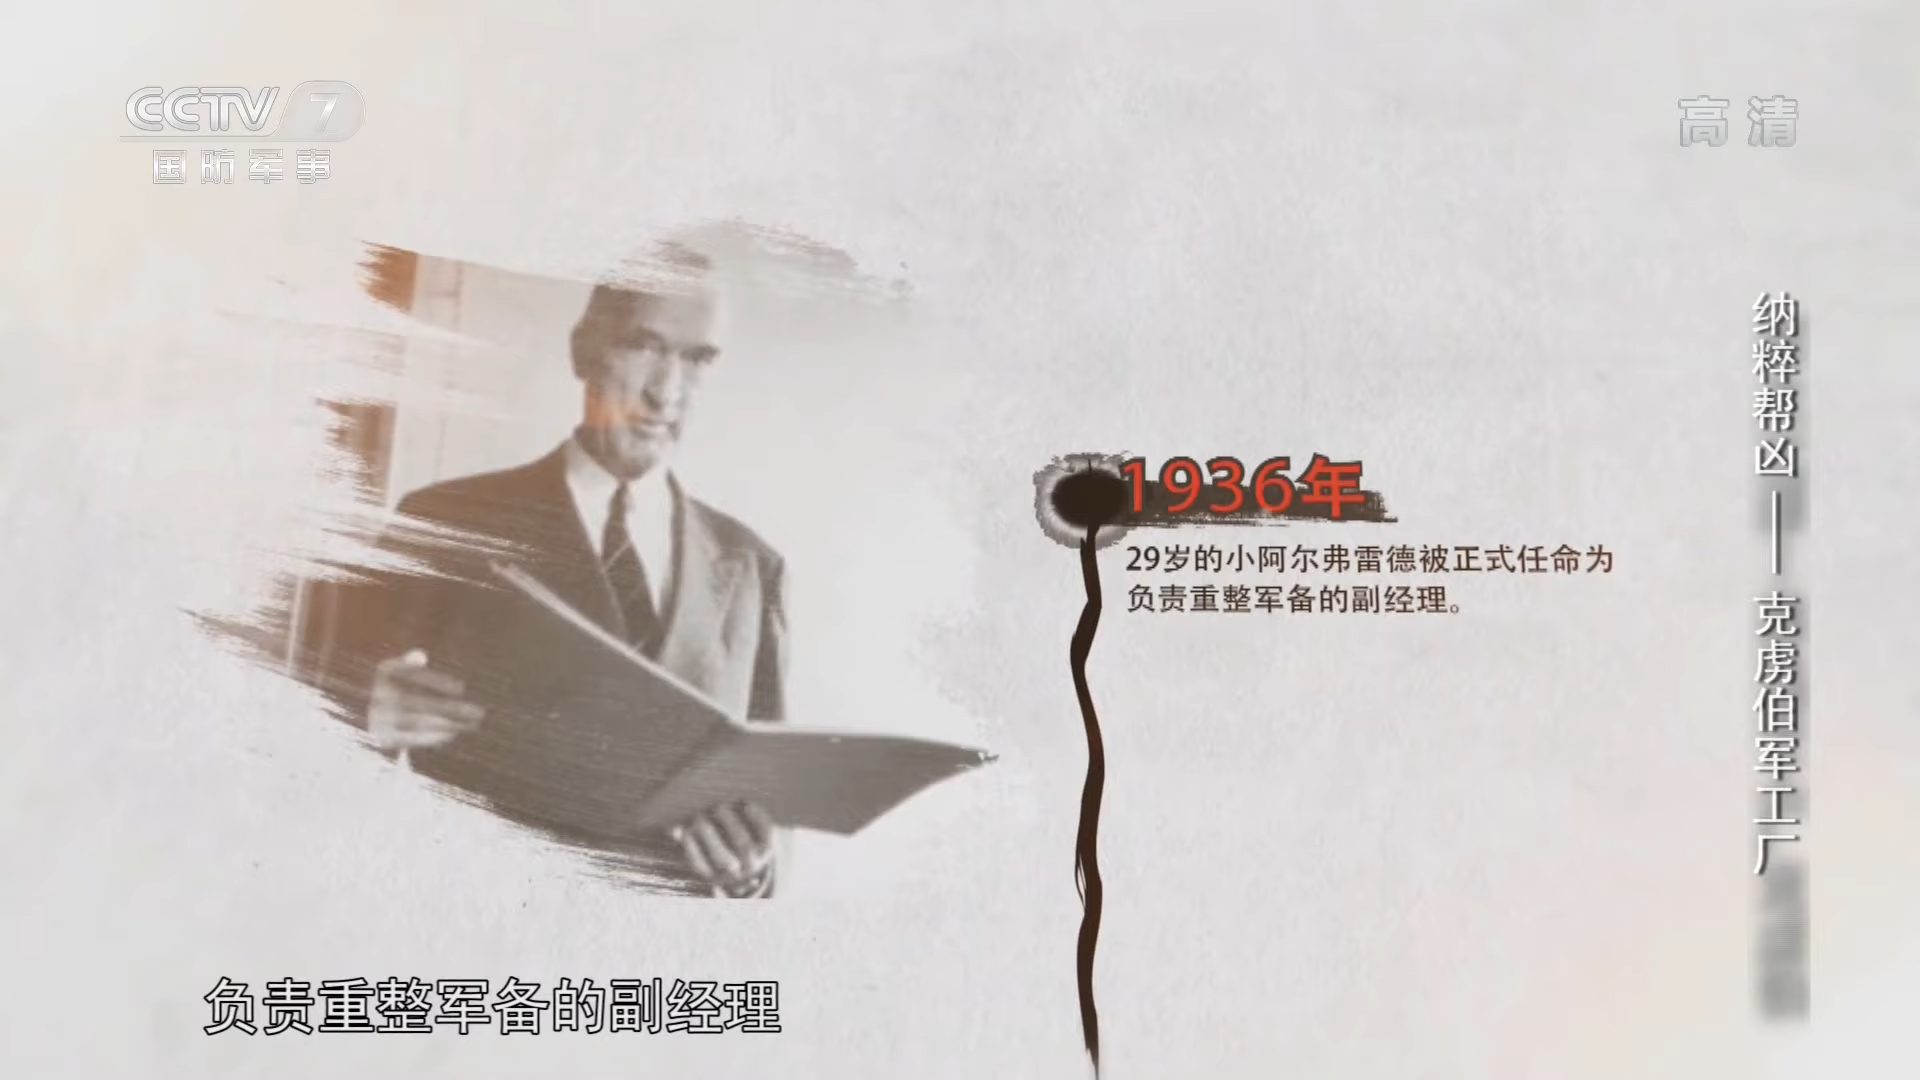 CCTV 7
国防军事
高清
1936年
29岁的小阿尔弗雷德被正式任命为
负责重整军备的副经理。
纳粹帮凶——克虏伯军工厂
负责重整军备的副经理